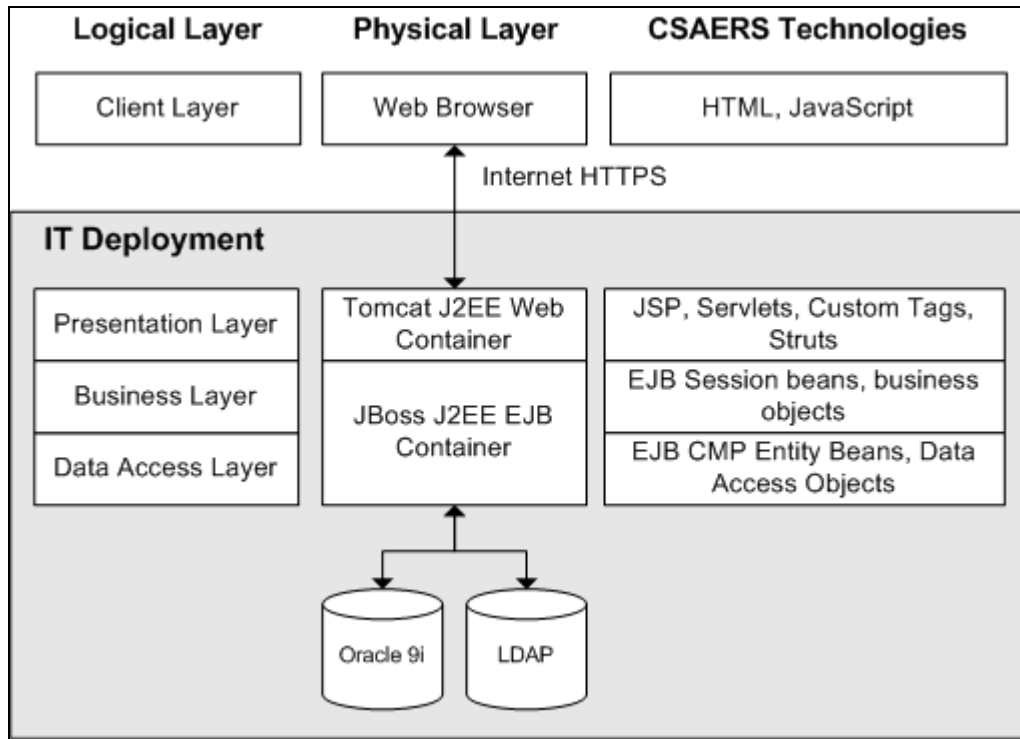 Logical Layer
Physical Layer
CSAERS Technologies
Client Layer
Web Browser
HTML, JavaScript
Internet HTTPS
IT Deployment
Presentation Layer
Tomcat J2EE Web
Container
JSP, Servlets, Custom Tags,
Struts
Business Layer
JBoss J2EE EJB
Container
EJB Session beans, business
objects
Data Access Layer
EJB CMP Entity Beans, Data
Access Objects
Oracle 9i
LDAP